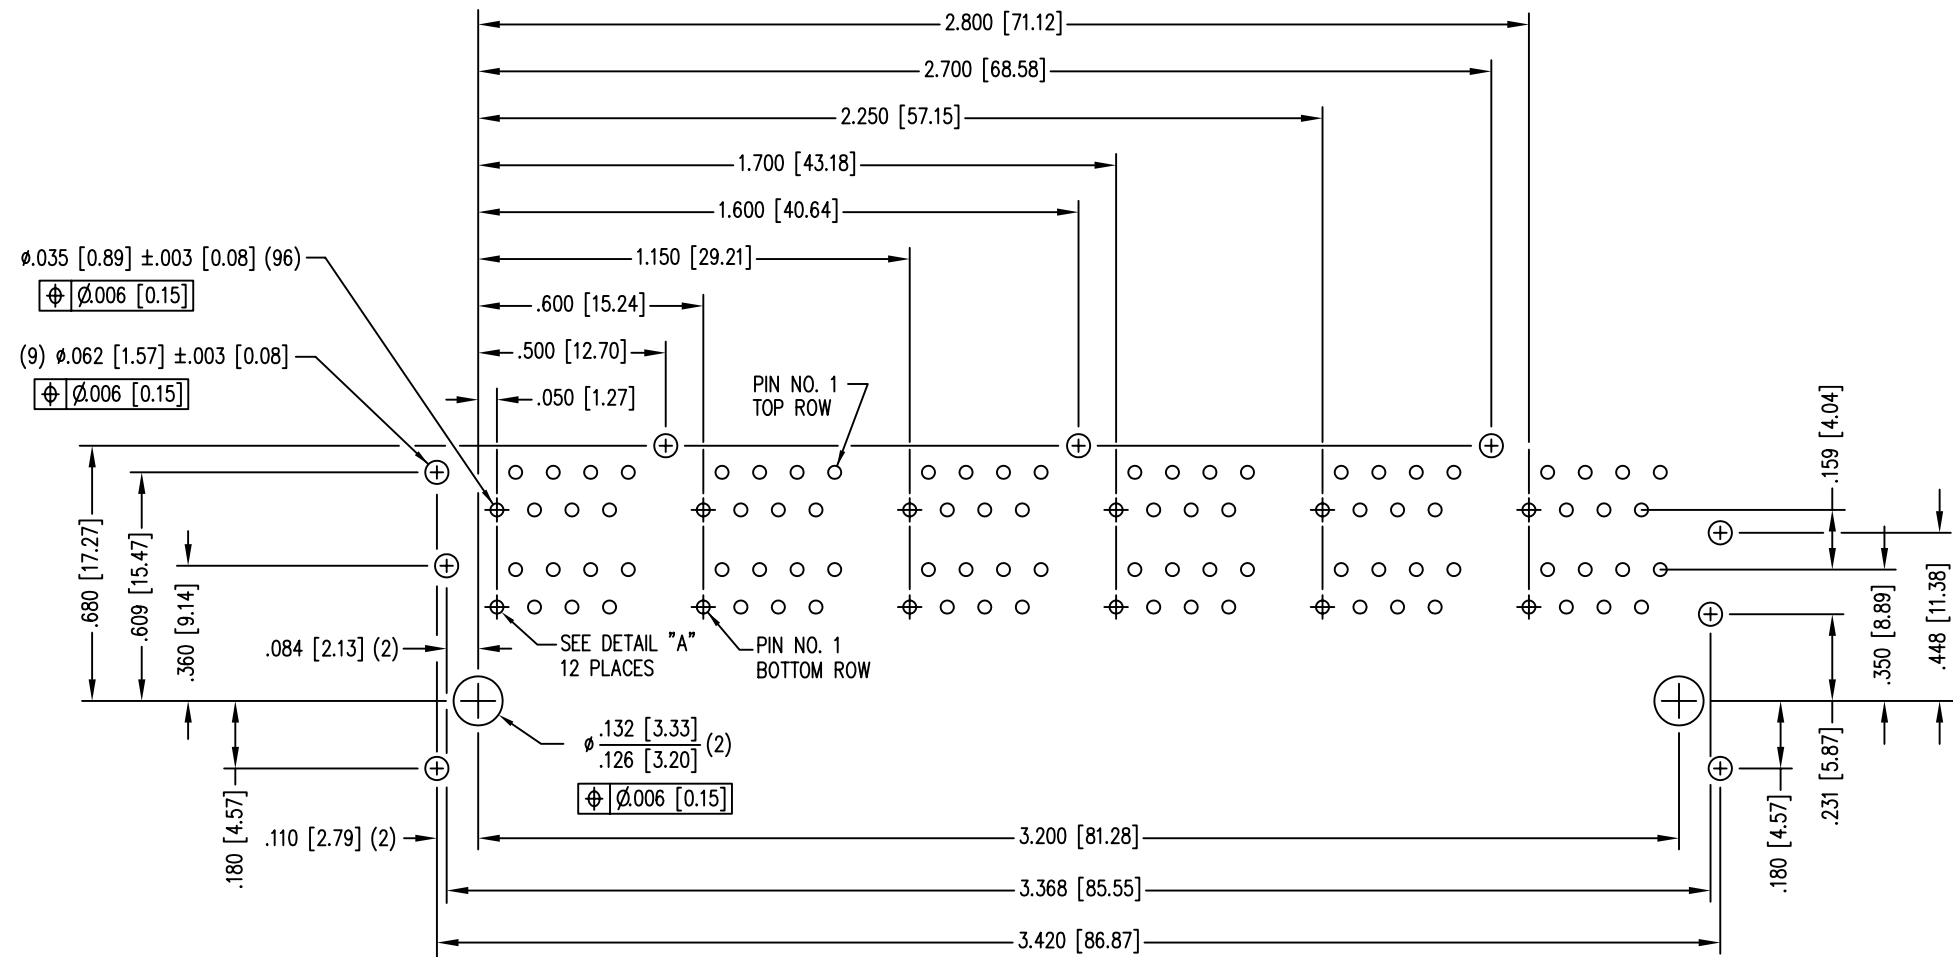 2.800 [71.12]
2.700 [68.58]
2.250 [57.15]
1.700 [43.18]
1.600 [40.64]
ø.035 [0.89] ±.003 [0.08] (96)
1.150 [29.21]
⌖ Ø.006 [0.15]
.600 [15.24]
(9) ø.062 [1.57] ±.003 [0.08]
.500 [12.70]
⌖ Ø.006 [0.15]
.050 [1.27]
PIN NO. 1
TOP ROW
.159 [4.04]
.680 [17.27]
.609 [15.47]
.360 [9.14]
.350 [8.89]
.448 [11.38]
.084 [2.13] (2)
SEE DETAIL "A"
12 PLACES
PIN NO. 1
BOTTOM ROW
ø .132 [3.33]
.126 [3.20] (2)
⌖ Ø.006 [0.15]
.231 [5.87]
.180 [4.57]
.180 [4.57]
.110 [2.79] (2)
3.200 [81.28]
3.368 [85.55]
3.420 [86.87]